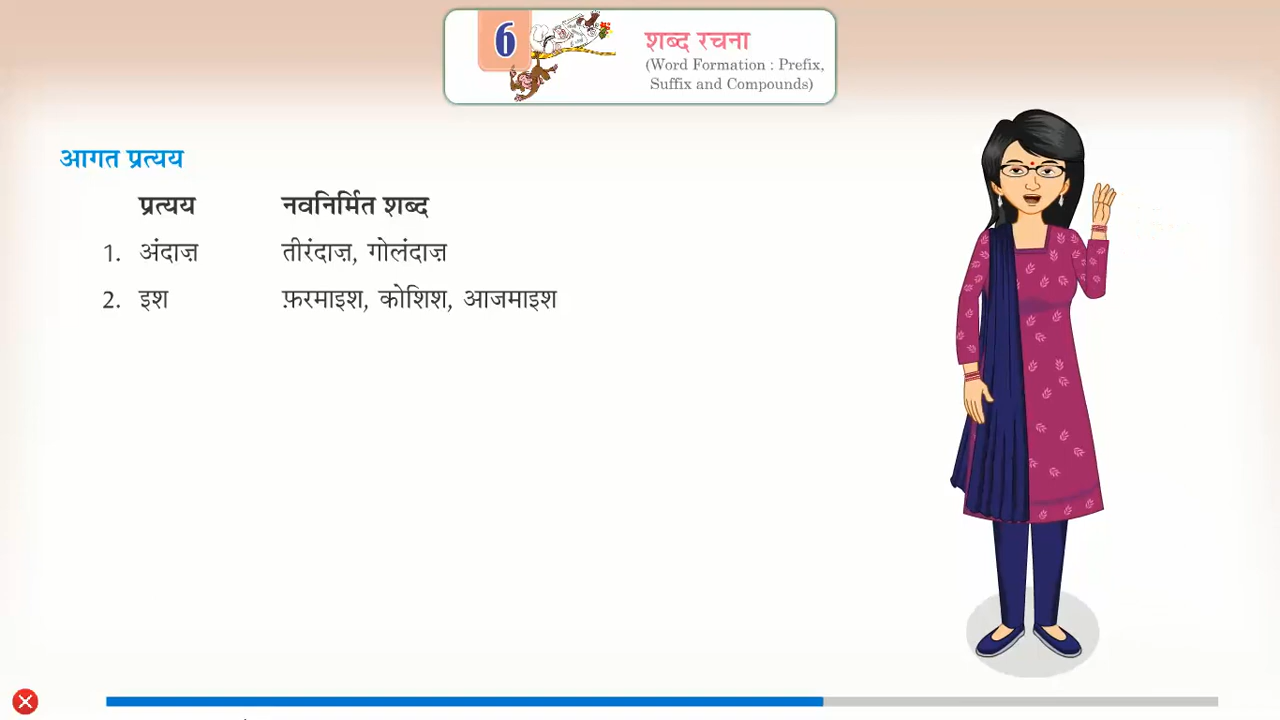 6
शब्द रचना
(Word Formation : Prefix,
Suffix and Compounds)
आगत प्रत्यय
प्रत्यय नवनिर्मित शब्द
1. अंदाज़ तीरंदाज़, गोलंदाज़
2. इश फ़रमाइश, कोशिश, आजमाइश